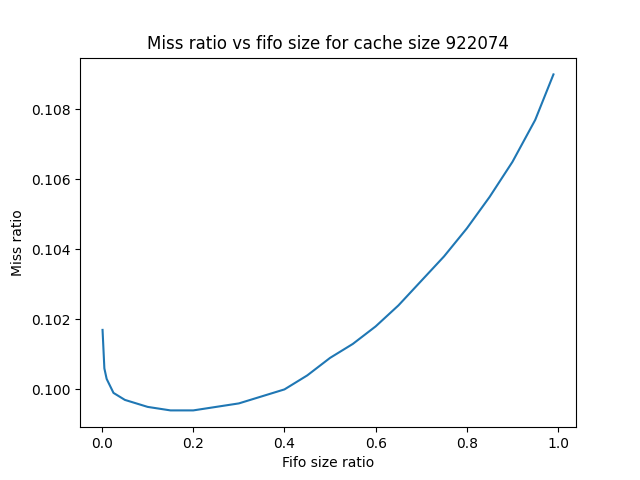 Miss ratio vs fifo size for cache size 922074
0.108
0.106
0.104
0.102
0.100
Miss ratio
0.0 0.2 0.4 0.6 0.8 1.0
Fifo size ratio